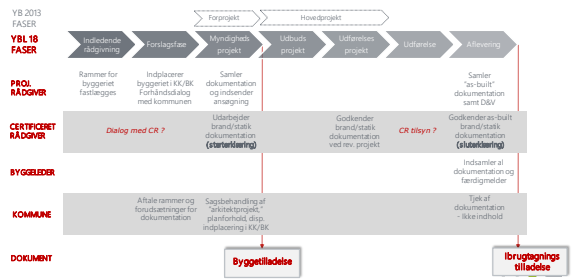 YB 2013
FASER
Forprojekt
Hovedprojekt
YBL 18
FASER
Indledende
rådgivning
Forslagsfase
Myndigheds
projekt
Udbuds
projekt
Udførelses
projekt
Udførelse
Aflevering
PROJ.
RÅDGIVER
Rammer for
byggeriet
fastlægges
Indplacerer
byggeriet i KK/BK
Forhåndsdialog
med kommunen
Samler
dokumentation
og indsender
ansøgning
Samler
"as-built"
dokumentation
samt D&V
CERTIFICERET
RÅDGIVER
Dialog med CR ?
Udarbejder
brand/statik
dokumentation
(starterklæring)
Godkender
brand/statik
dokumentation
ved rev. projekt
CR tilsyn ?
Godkender as-built
brand/statik
dokumentation
(sluterklæring)
BYGGELEDER
Indsamler al
dokumentation og
færdigmelder
KOMMUNE
Aftale rammer og
forudsætninger for
dokumentation
Sagsbehandling af
"arkitektprojekt,"
planforhold, disp.
indplacering i KK/BK
Tjek af
dokumentation
- Ikke indhold
DOKUMENT
Byggetilladelse
Ibrugtagnings
tilladelse